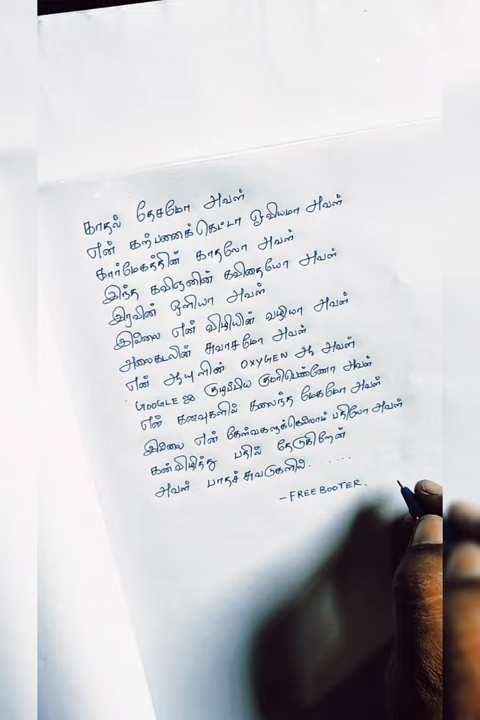 காதல் தேசமோ அவள்
என் கற்பனைக்கெட்டா ஓவியமா அவள்
கார்மேகத்தின் காதலோ அவள்
இந்த கவிஞனின் கவிதையோ அவள்
இரவின் ஒளியா அவள்
இல்லை என் விழியின் வழியா அவள்
அலைகடலின் சுவாசமோ அவள்
என் ஆயுளின் OXYGEN ஆ அவள்
GOOGLE லே குழம்பிய அவள்
என் கனவுகளில் கலைந்த மேகமோ அவள்
இல்லை என் கேள்வகளுக்கெல்லாம் பதிலோ அவள்
கண்விழித்து பதில் தேடுகிறேன்
அவள் பாதச்சுவடுகளில். . . . . .
- FREEBOOTER.